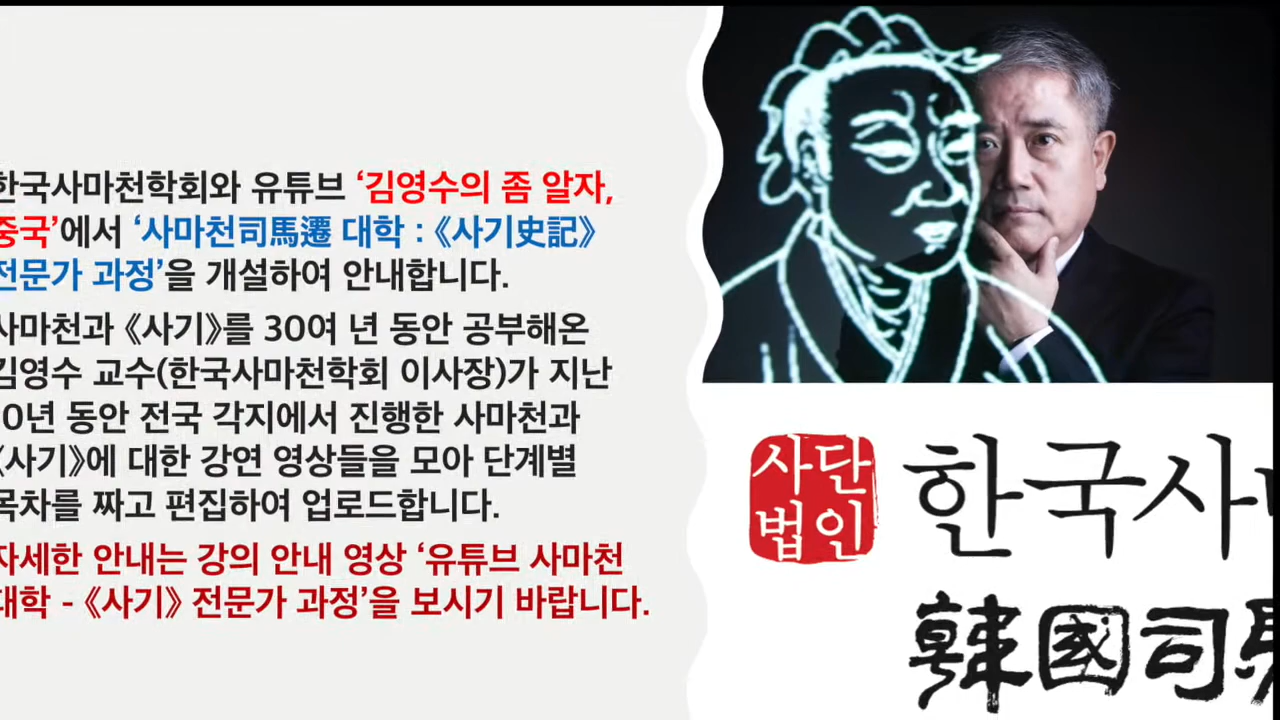 한국사마천학회와 유튜브 ‘김영수의 좀 알자,
중국’에서 ‘사마천司馬遷 대학 : 《사기史記》
전문가 과정’을 개설하여 안내합니다.
사마천과 《사기》를 30여 년 동안 공부해온
김영수 교수(한국사마천학회 이사장)가 지난
0년 동안 전국 각지에서 진행한 사마천과
《사기》에 대한 강연 영상들을 모아 단계별
목차를 짜고 편집하여 업로드합니다.
자세한 안내는 강의 안내 영상 ‘유튜브 사마천
대학 - 《사기》 전문가 과정’을 보시기 바랍니다.
사단
법인
한국사
韓國司